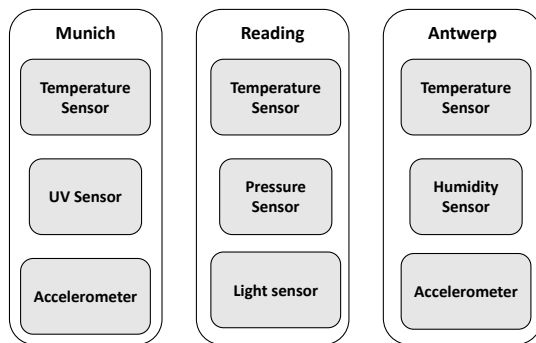 Munich
Temperature
Sensor
UV Sensor
Accelerometer
Reading
Temperature
Sensor
Pressure
Sensor
Light sensor
Antwerp
Temperature
Sensor
Humidity
Sensor
Accelerometer